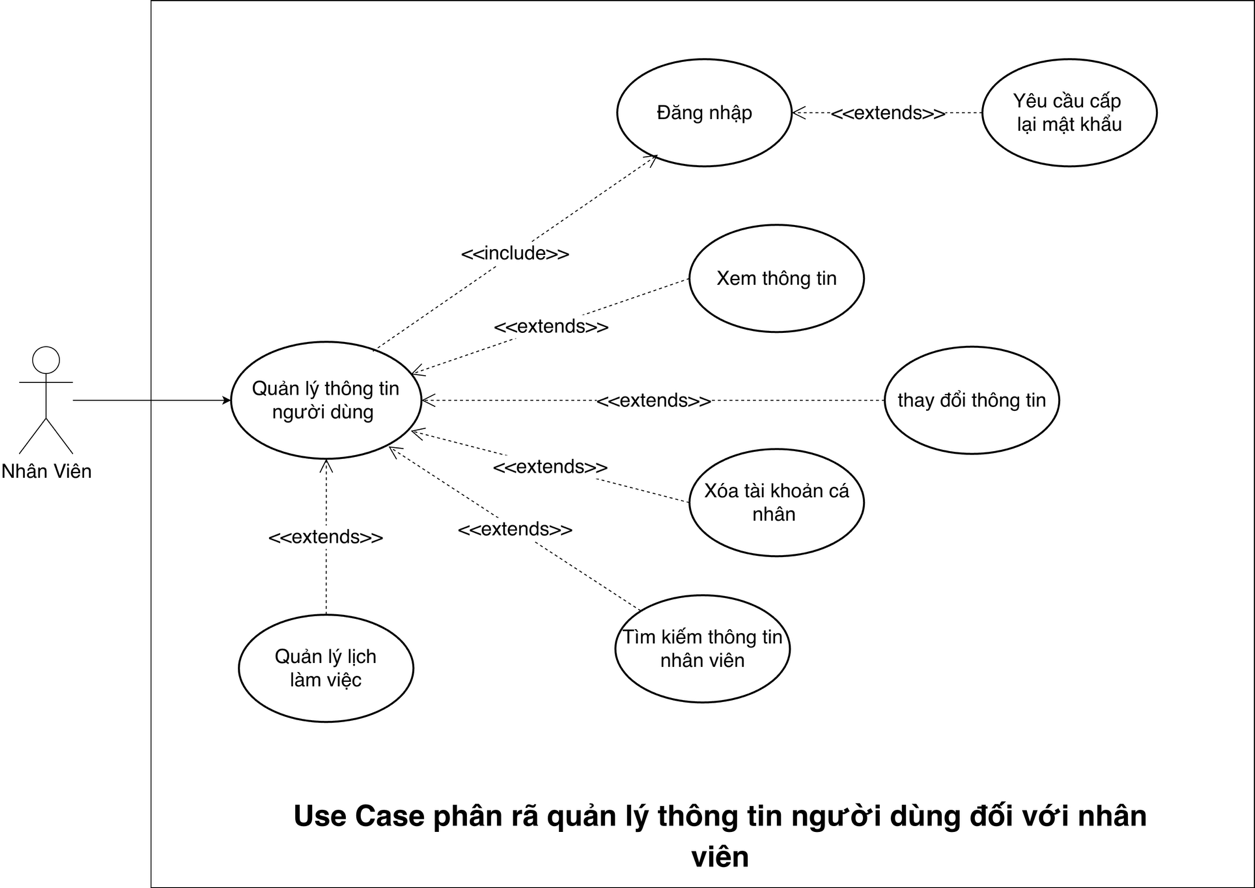 Đăng nhập
<<extends>>
Yêu cầu cấp
lại mật khẩu
<<include>>
Xem thông tin
<<extends>>
Quản lý thông tin
người dùng
<<extends>>
thay đổi thông tin
Nhân Viên
<<extends>>
Xóa tài khoản cá
nhân
<<extends>>
<<extends>>
Tìm kiếm thông tin
nhân viên
Quản lý lịch
làm việc
Use Case phân rã quản lý thông tin người dùng đối với nhân
viên